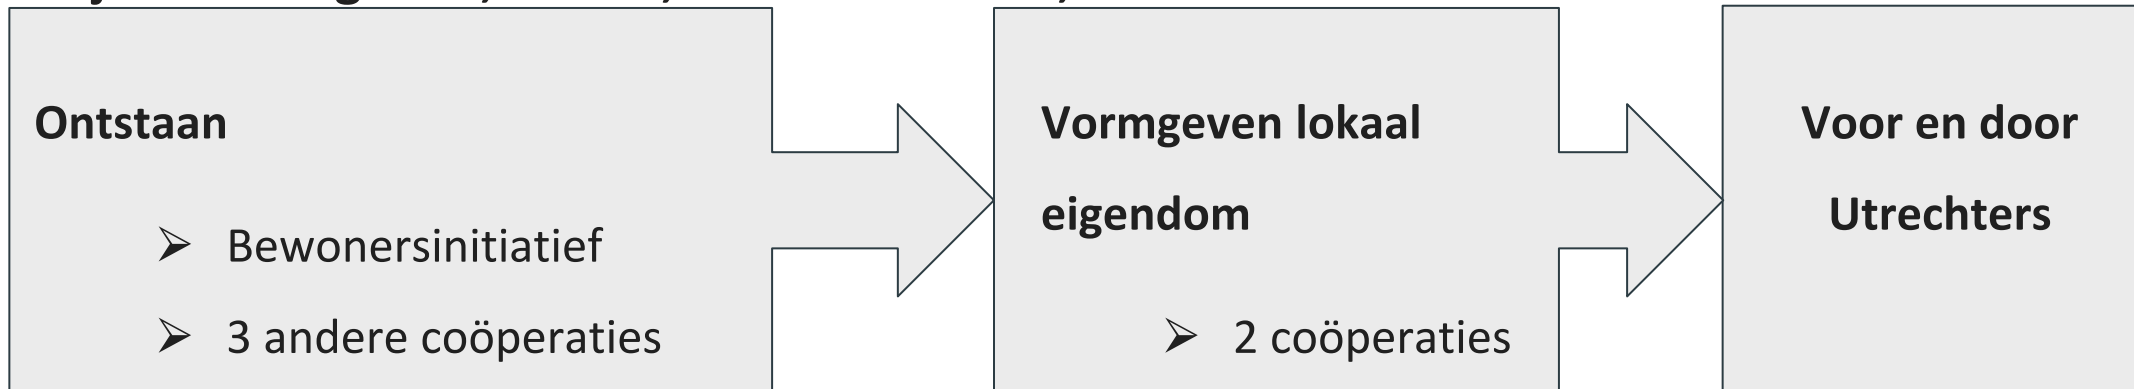 Ontstaan
➢ Bewonersinitiatief
➢ 3 andere coöperaties
Vormgeven lokaal
eigendom
➢ 2 coöperaties
Voor en door
Utrechters